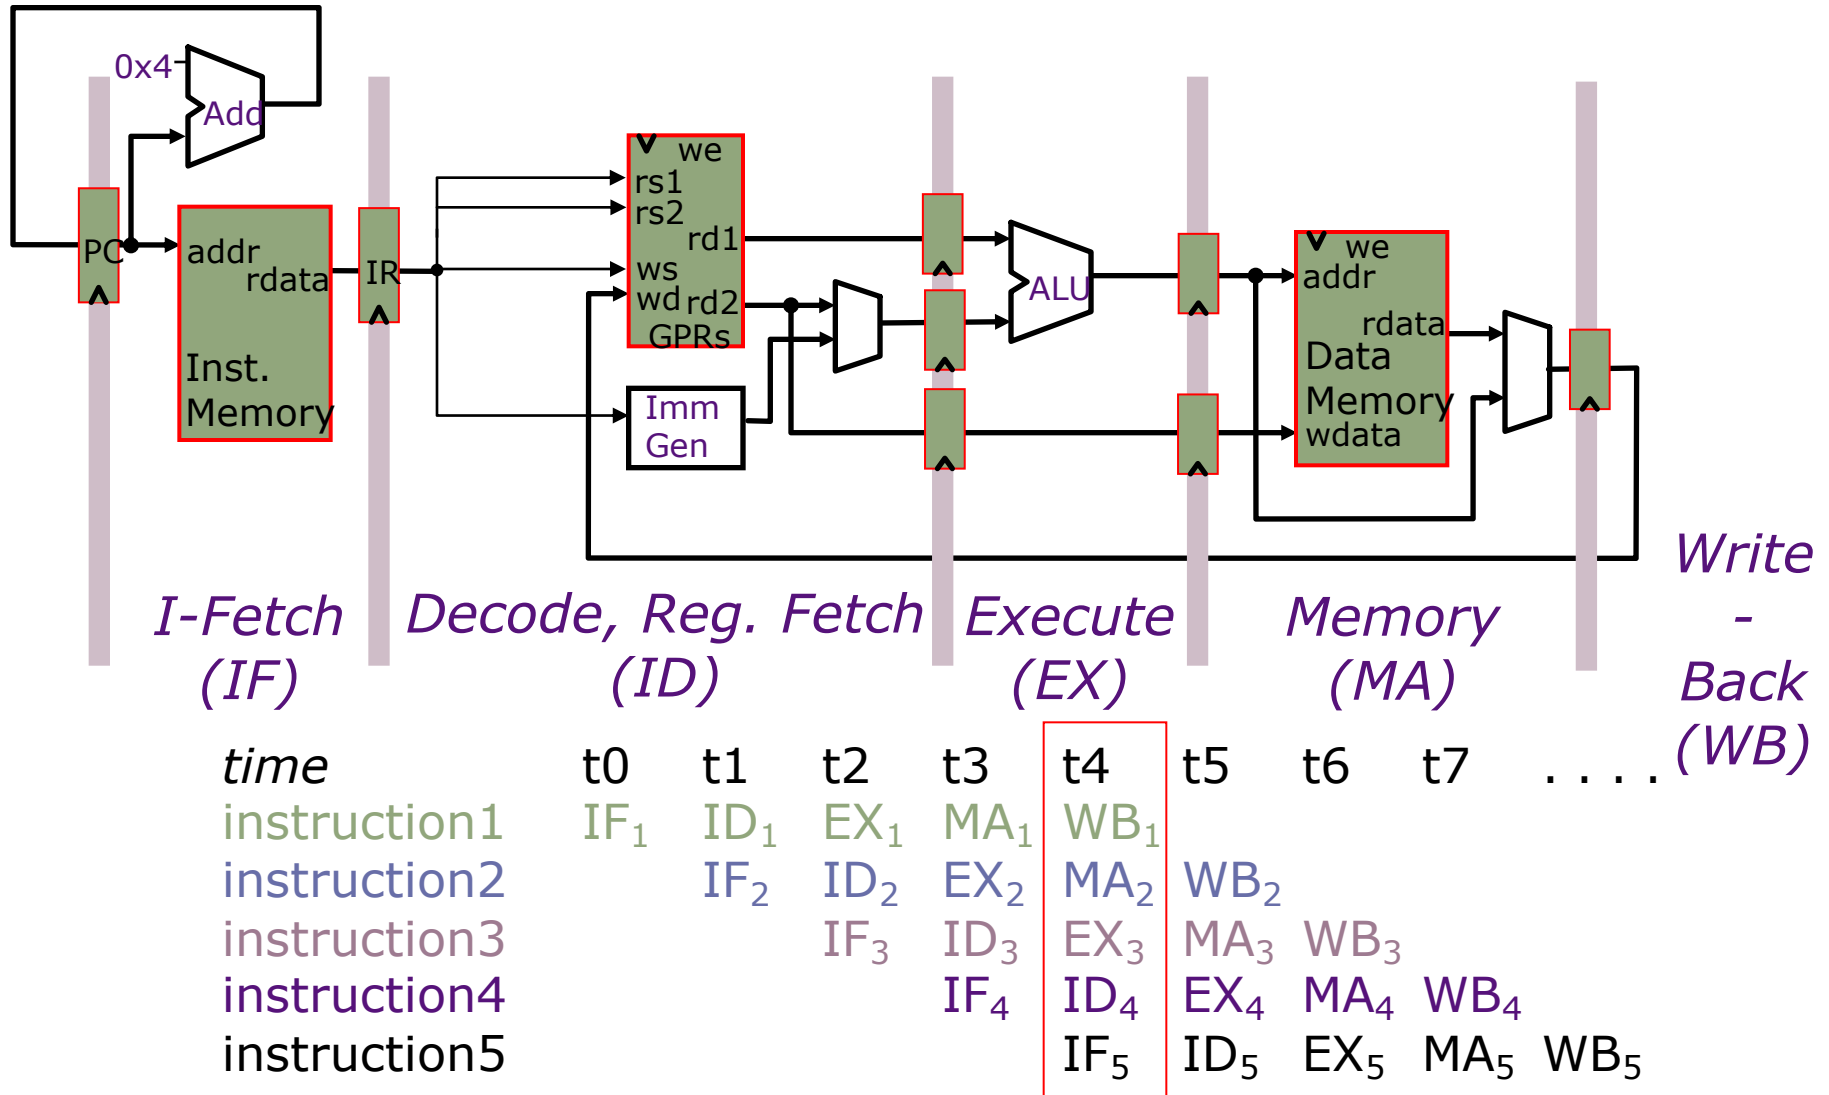 0x4
Add
PC
addr
rdata
Inst.
Memory
IR
we
rs1
rs2
rd1
ws
wd rd2
GPRs
Imm
Gen
ALU
we
addr
rdata
Data
Memory
wdata
I-Fetch
(IF)
Decode, Reg. Fetch
(ID)
Execute
(EX)
Memory
(MA)
Write
-
Back
(WB)
time t0 t1 t2 t3 t4 t5 t6 t7 . . . .
instruction1 IF₁ ID₁ EX₁ MA₁ WB₁
instruction2 IF₂ ID₂ EX₂ MA₂ WB₂
instruction3 IF₃ ID₃ EX₃ MA₃ WB₃
instruction4 IF₄ ID₄ EX₄ MA₄ WB₄
instruction5 IF₅ ID₅ EX₅ MA₅ WB₅